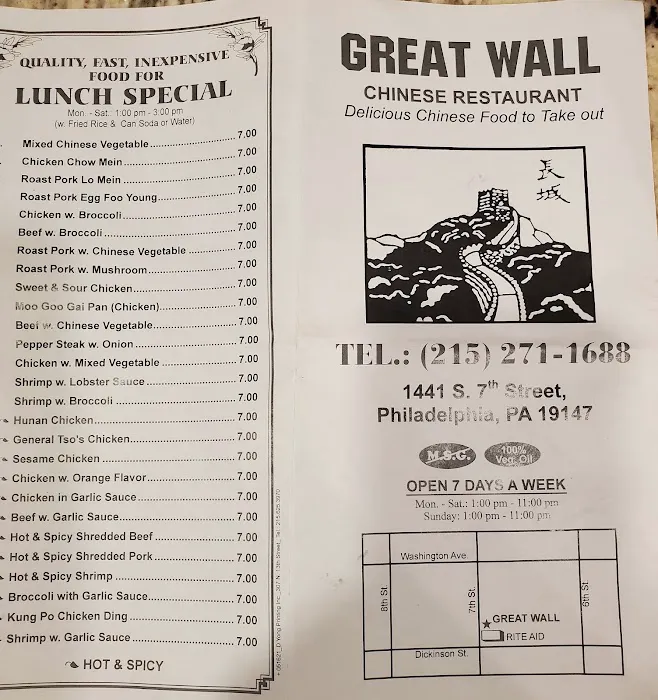 QUALITY, FAST, INEXPENSIVE
FOOD FOR
LUNCH SPECIAL
Mon. - Sat. 1:00 pm - 3:00 pm
(w. Fried Rice & Can Soda or Water)
Mixed Chinese Vegetable 7.00
Chicken Chow Mein 7.00
Roast Pork Lo Mein 7.00
Roast Pork Egg Foo Young 7.00
Chicken w. Broccoli 7.00
Beef w. Broccoli 7.00
Roast Pork w. Chinese Vegetable 7.00
Roast Pork w. Mushroom 7.00
Sweet & Sour Chicken 7.00
Moo Goo Gai Pan (Chicken) 7.00
Beef w. Chinese Vegetable 7.00
Pepper Steak w. Onion 7.00
Chicken w. Mixed Vegetable 7.00
Shrimp w. Lobster Sauce 7.00
Shrimp w. Broccoli 7.00
Hunan Chicken 7.00
General Tso's Chicken 7.00
Sesame Chicken 7.00
Chicken w. Orange Flavor 7.00
Chicken in Garlic Sauce 7.00
Beef w. Garlic Sauce 7.00
Hot & Spicy Shredded Beef 7.00
Hot & Spicy Shredded Pork 7.00
Hot & Spicy Shrimp 7.00
Broccoli with Garlic Sauce 7.00
Kung Po Chicken Ding 7.00
Shrimp w. Garlic Sauce 7.00
HOT & SPICY
GREAT WALL
CHINESE RESTAURANT
Delicious Chinese Food to Take out
長
城
TEL.: (215) 271-1688
1441 S. 7th Street,
Philadelphia, PA 19147
M.S.G.
100%
Veg. Oil
OPEN 7 DAYS A WEEK
Mon. - Sat.: 1:00 pm - 11:00 pm
Sunday: 1:00 pm - 11:00 pm
Washington Ave.
8th St.
7th St.
6th St.
GREAT WALL
RITE AID
Dickinson St.